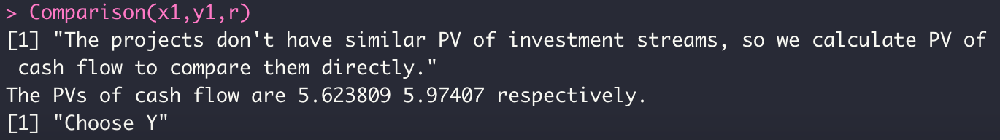 > Comparison(x1,y1,r)
[1] "The projects don't have similar PV of investment streams, so we calculate PV of
 cash flow to compare them directly."
The PVs of cash flow are 5.623809 5.97407 respectively.
[1] "Choose Y"